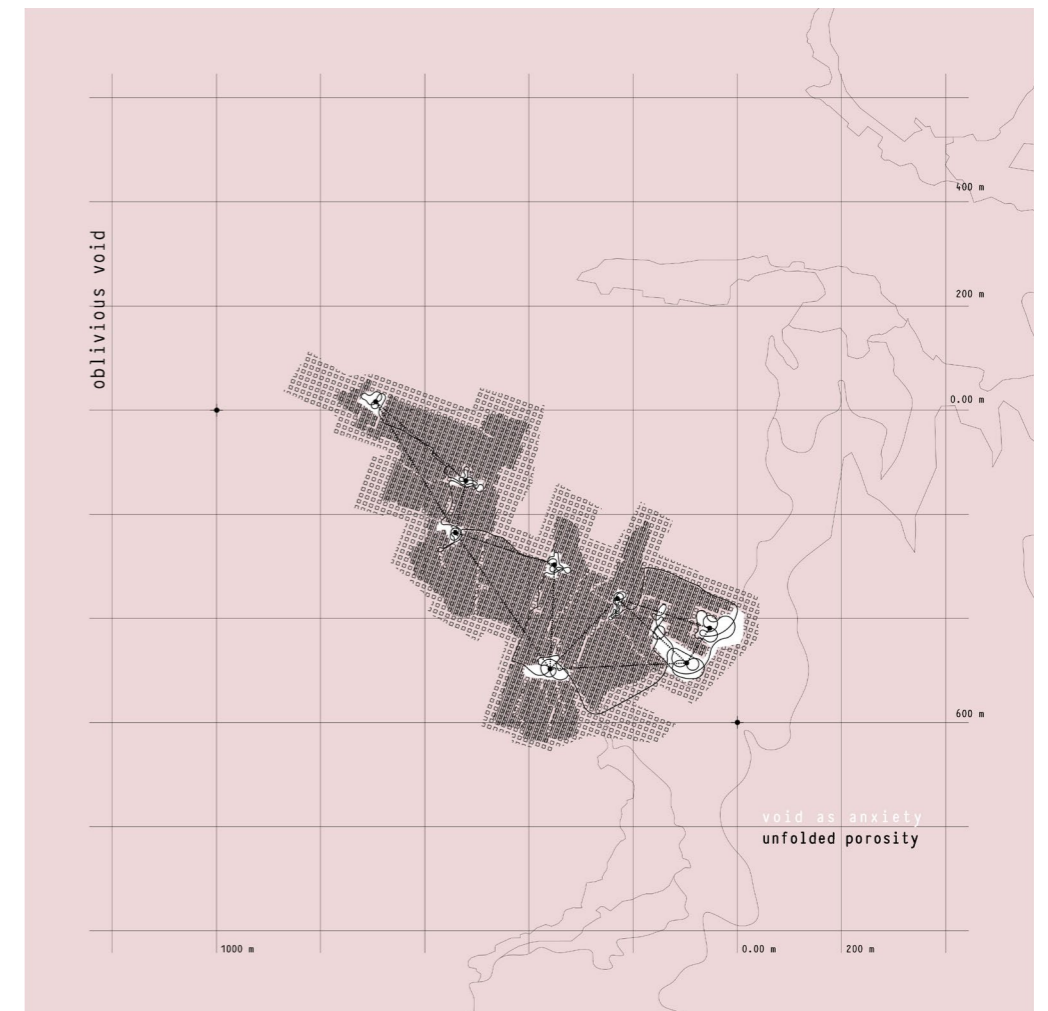 oblivious void
400 m
200 m
0.00 m
600 m
void as anxiety
unfolded porosity
1000 m
0.00 m
200 m